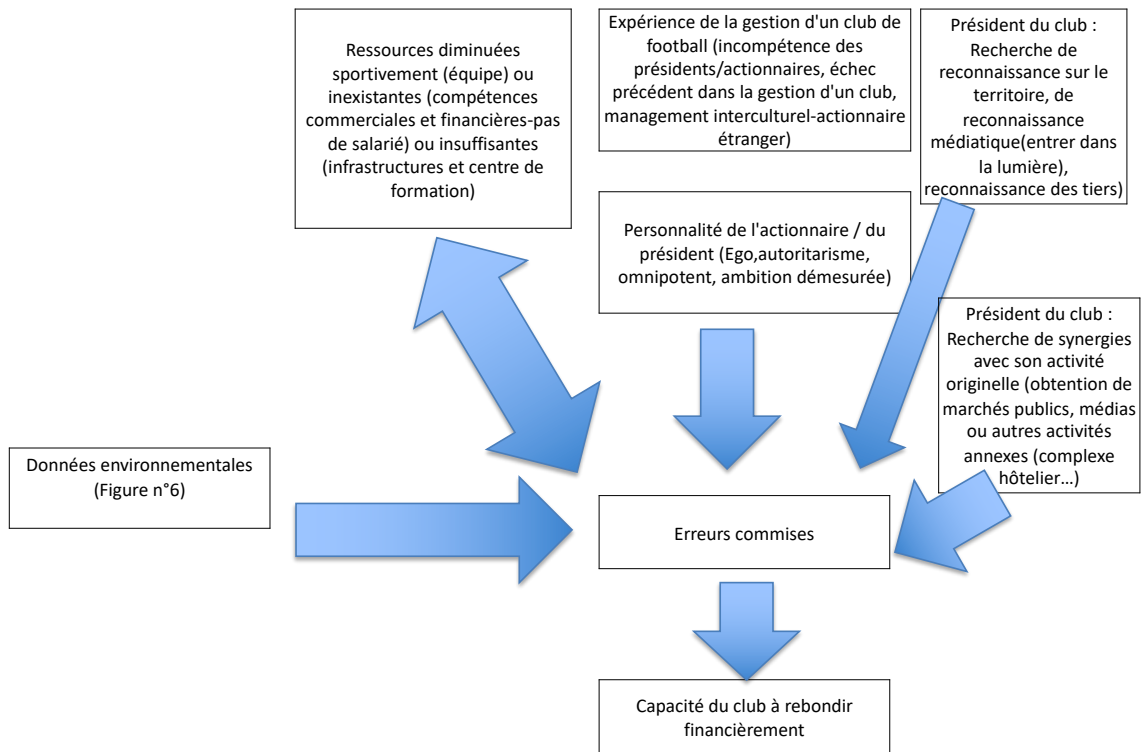 Ressources diminuées
sportivement (équipe) ou
inexistantes (compétences
commerciales et financières-pas
de salarié) ou insuffisantes
(infrastructures et centre de
formation)
Expérience de la gestion d'un club de
football (incompétence des
présidents/actionnaires, échec
précédent dans la gestion d'un club,
management interculturel-actionnaire
étranger)
Président du club :
Recherche de
reconnaissance sur le
territoire, de
reconnaissance
médiatique(entrer dans
la lumière),
reconnaissance des tiers)
Personnalité de l'actionnaire / du
président (Ego,autoritarisme,
omnipotent, ambition démesurée)
Président du club :
Recherche de synergies
avec son activité
originelle (obtention de
marchés publics, médias
ou autres activités
annexes (complexe
hôtelier…)
Données environnementales
(Figure n°6)
Erreurs commises
Capacité du club à rebondir
financièrement